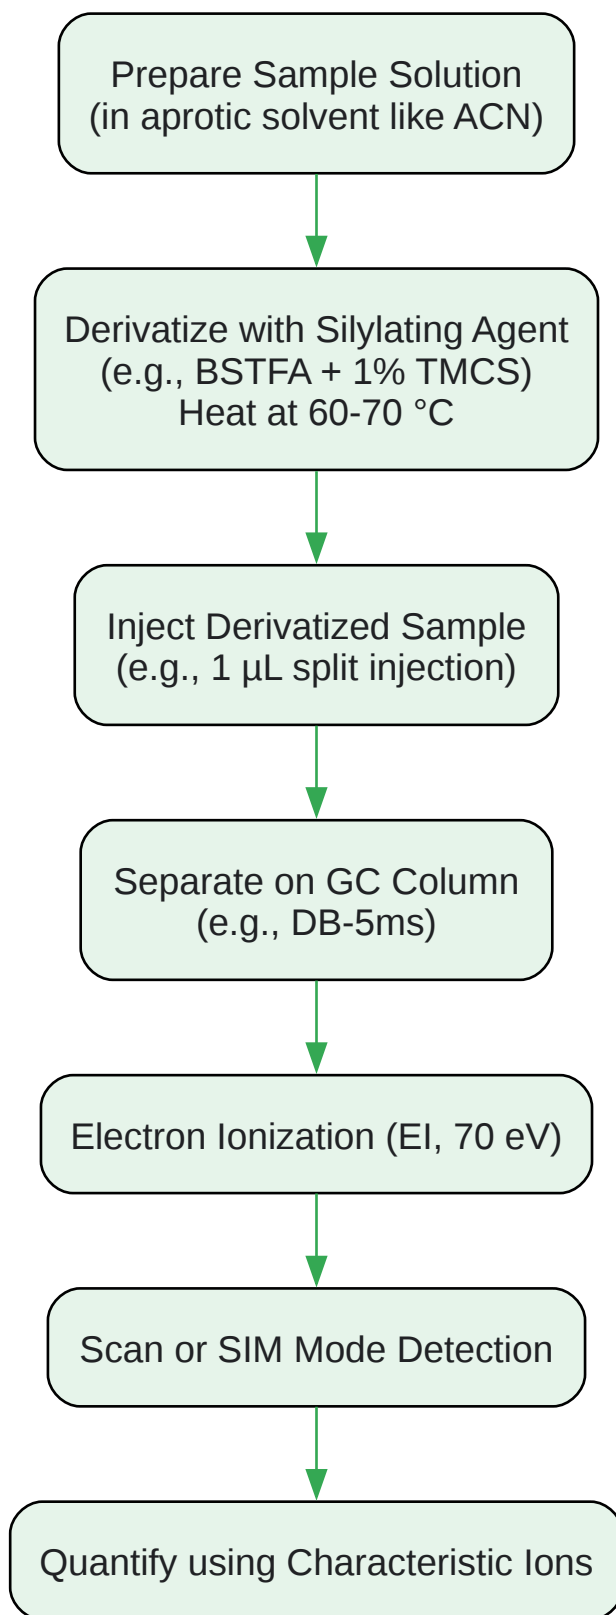 Prepare Sample Solution
(in aprotic solvent like ACN)
Derivatize with Silylating Agent
(e.g., BSTFA + 1% TMCS)
Heat at 60-70 °C
Inject Derivatized Sample
(e.g., 1 µL split injection)
Separate on GC Column
(e.g., DB-5ms)
Electron Ionization (EI, 70 eV)
Scan or SIM Mode Detection
Quantify using Characteristic Ions